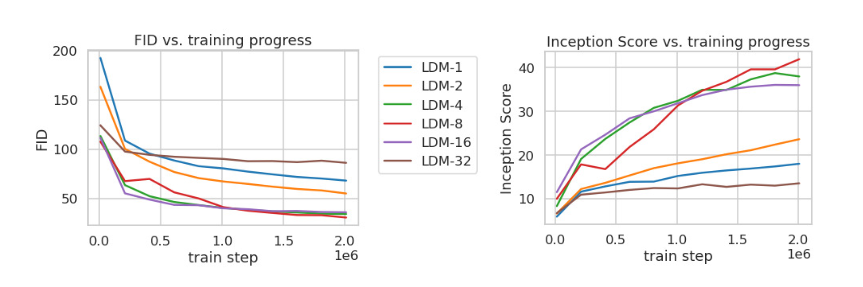 FID vs. training progress
200
150
100
50
FID
0.0 0.5 1.0 1.5 2.0
1e6
train step
LDM-1
LDM-2
LDM-4
LDM-8
LDM-16
LDM-32
Inception Score vs. training progress
40
30
20
10
Inception Score
0.0 0.5 1.0 1.5 2.0
1e6
train step